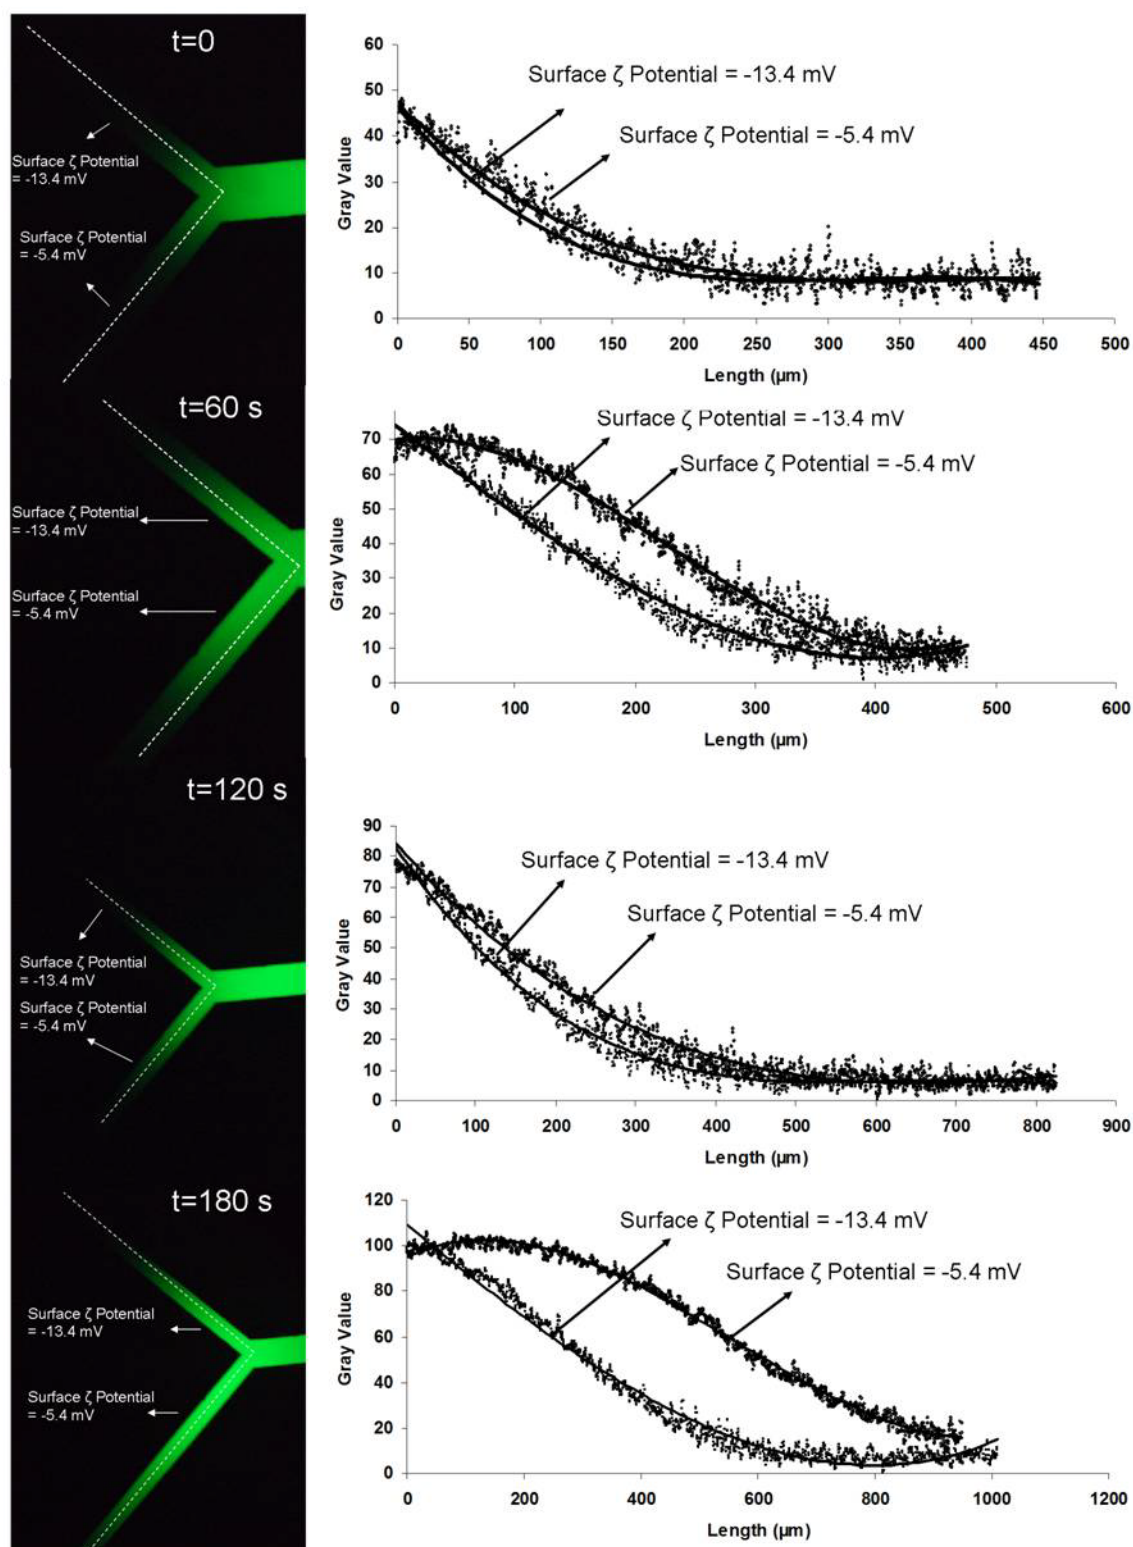 t=0
Surface ζ Potential
= -13.4 mV
Surface ζ Potential
= -5.4 mV
60
50
40
30
20
10
0
Gray Value
Surface ζ Potential = -13.4 mV
Surface ζ Potential = -5.4 mV
0 50 100 150 200 250 300 350 400 450 500
Length (µm)
t=60 s
Surface ζ Potential
= -13.4 mV
Surface ζ Potential
= -5.4 mV
70
60
50
40
30
20
10
0
Gray Value
Surface ζ Potential = -13.4 mV
Surface ζ Potential = -5.4 mV
0 100 200 300 400 500 600
Length (µm)
t=120 s
Surface ζ Potential
= -13.4 mV
Surface ζ Potential
= -5.4 mV
90
80
70
60
50
40
30
20
10
0
Gray Value
Surface ζ Potential = -13.4 mV
Surface ζ Potential = -5.4 mV
0 100 200 300 400 500 600 700 800 900
Length (µm)
t=180 s
Surface ζ Potential
= -13.4 mV
Surface ζ Potential
= -5.4 mV
120
100
80
60
40
20
0
Gray Value
Surface ζ Potential = -13.4 mV
Surface ζ Potential = -5.4 mV
0 200 400 600 800 1000 1200
Length (µm)